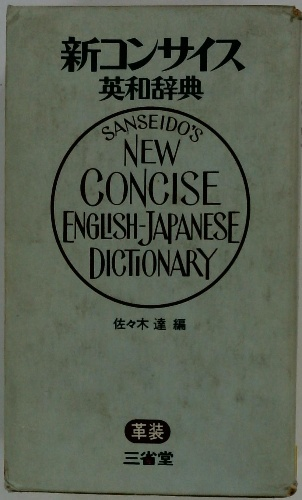 新コンサイス
英和辞典
SANSEIDO'S
NEW
CONCISE
ENGLISH-JAPANESE
DICTIONARY
佐々木 達 編
革装
三省堂